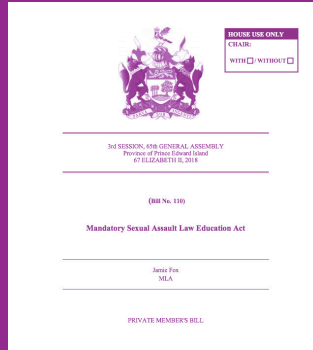 HOUSE USE ONLY
CHAIR:
WITH / WITHOUT
3rd SESSION, 65th GENERAL ASSEMBLY
Province of Prince Edward Island
67 ELIZABETH II, 2018
(Bill No. 110)
Mandatory Sexual Assault Law Education Act
Jamie Fox
MLA
PRIVATE MEMBER'S BILL